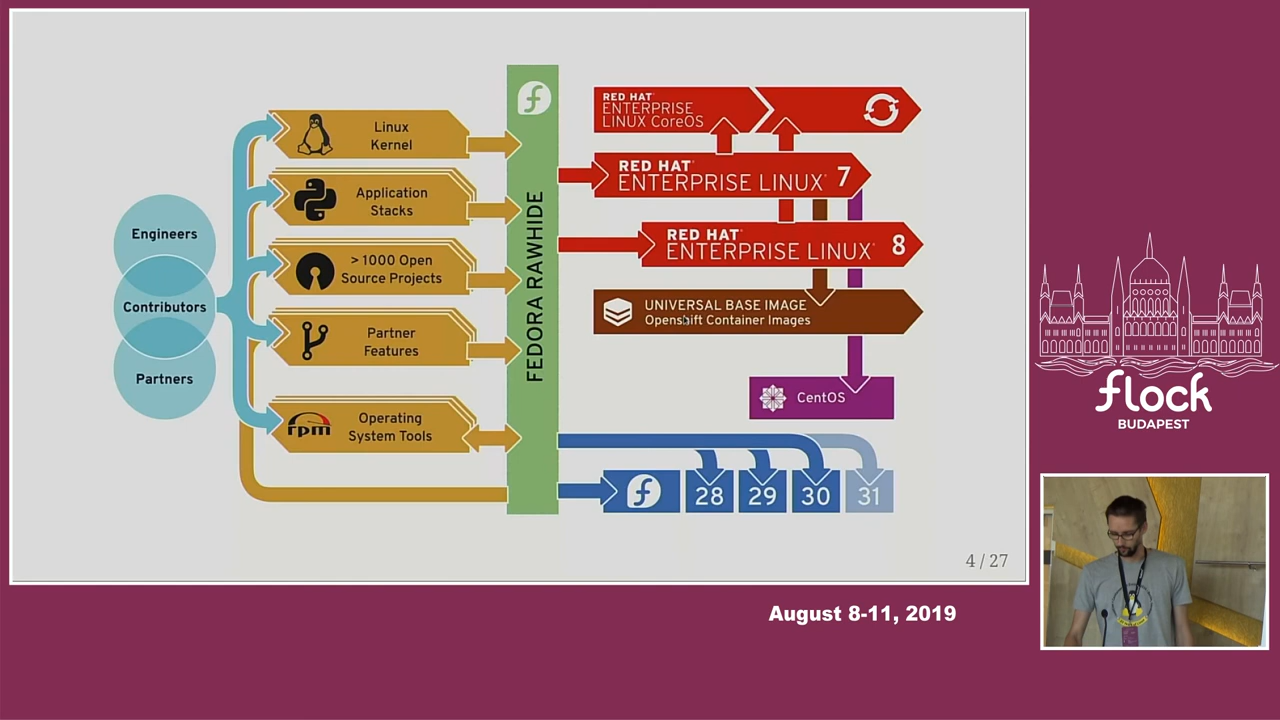 Engineers
Contributors
Partners
Linux
Kernel
Application
Stacks
> 1000 Open
Source Projects
Partner
Features
rpm
Operating
System Tools
FEDORA RAWHIDE
RED HAT
ENTERPRISE
LINUX CoreOS
RED HAT
ENTERPRISE LINUX 7
RED HAT
ENTERPRISE LINUX 8
UNIVERSAL BASE IMAGE
Openshift Container Images
CentOS
28 29 30 31
4 / 27
flock
BUDAPEST
August 8-11, 2019